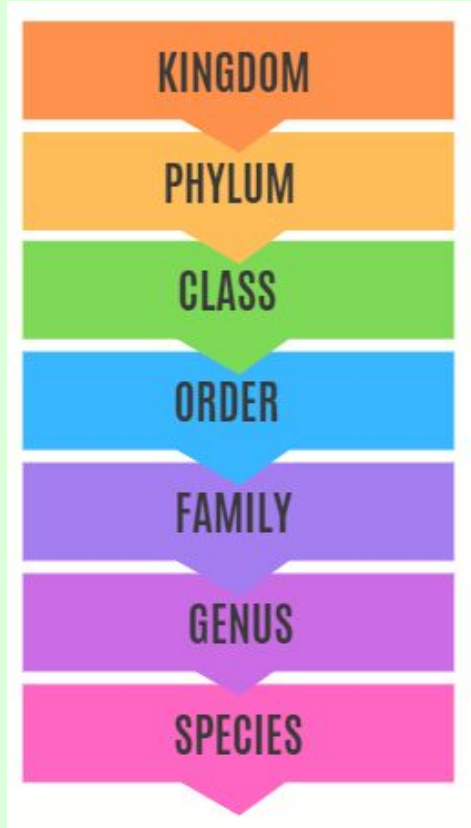 KINGDOM
PHYLUM
CLASS
ORDER
FAMILY
GENUS
SPECIES